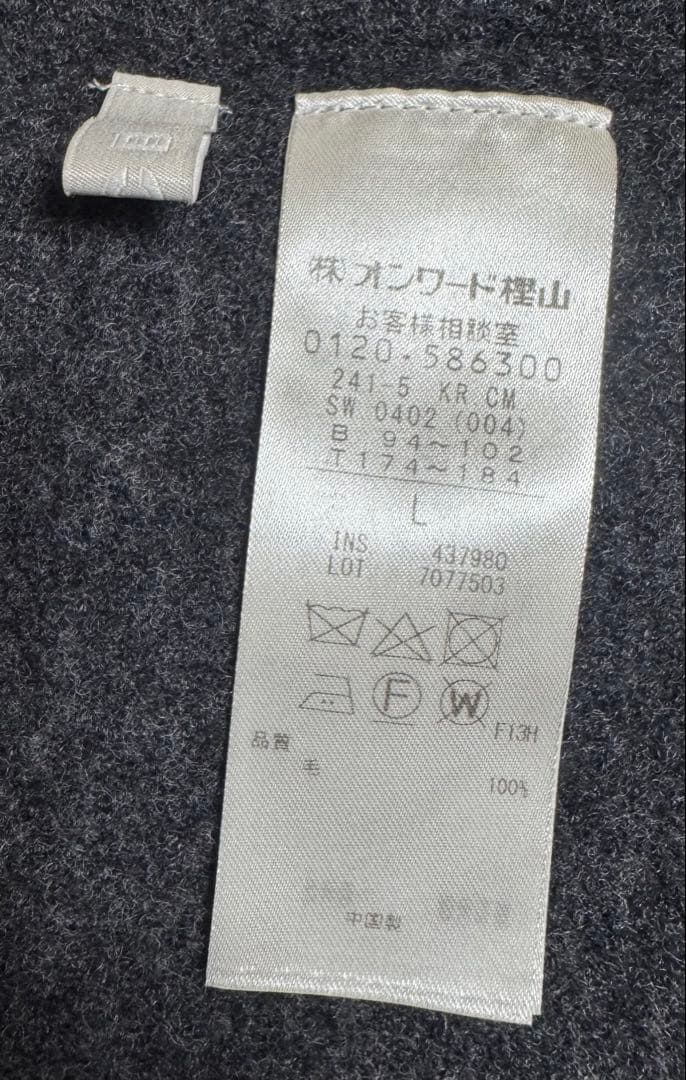 ㈱オンワード樫山
お客様相談室
0120-586300
241-5 KR CM.
SW 0402 (004)
B 94～102
T 174～184
L
INS 437980
LOT 7077503
F W
F13H
品質
毛 100%
中国製